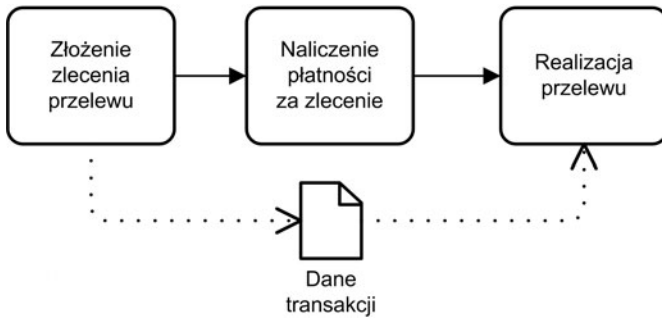 Złożenie
zlecenia
przelewu
Naliczenie
płatności
za zlecenie
Realizacja
przelewu
Dane
transakcji